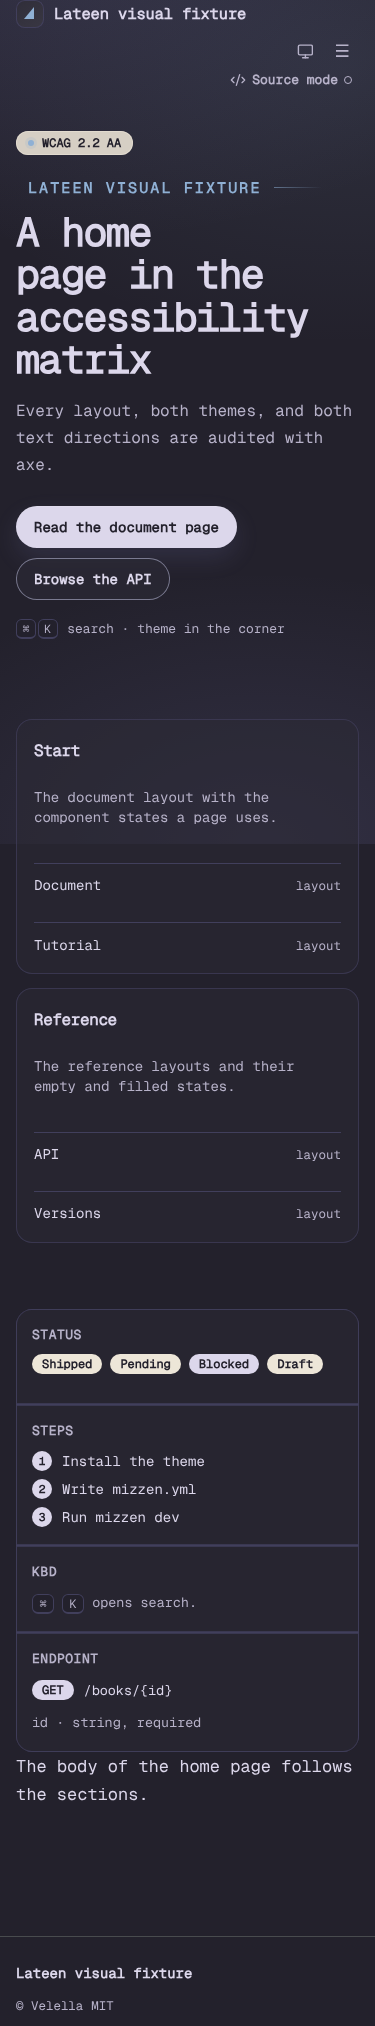 Lateen visual fixture
</> Source mode
WCAG 2.2 AA
LATEEN VISUAL FIXTURE
A home
page in the
accessibility
matrix
Every layout, both themes, and both
text directions are audited with
axe.
Read the document page
Browse the API
⌘ K search · theme in the corner
Start
The document layout with the
component states a page uses.
Document layout
Tutorial layout
Reference
The reference layouts and their
empty and filled states.
API layout
Versions layout
STATUS
Shipped Pending Blocked Draft
STEPS
1 Install the theme
2 Write mizzen.yml
3 Run mizzen dev
KBD
⌘ K opens search.
ENDPOINT
GET /books/{id}
id · string, required
The body of the home page follows
the sections.
Lateen visual fixture
© Velella MIT